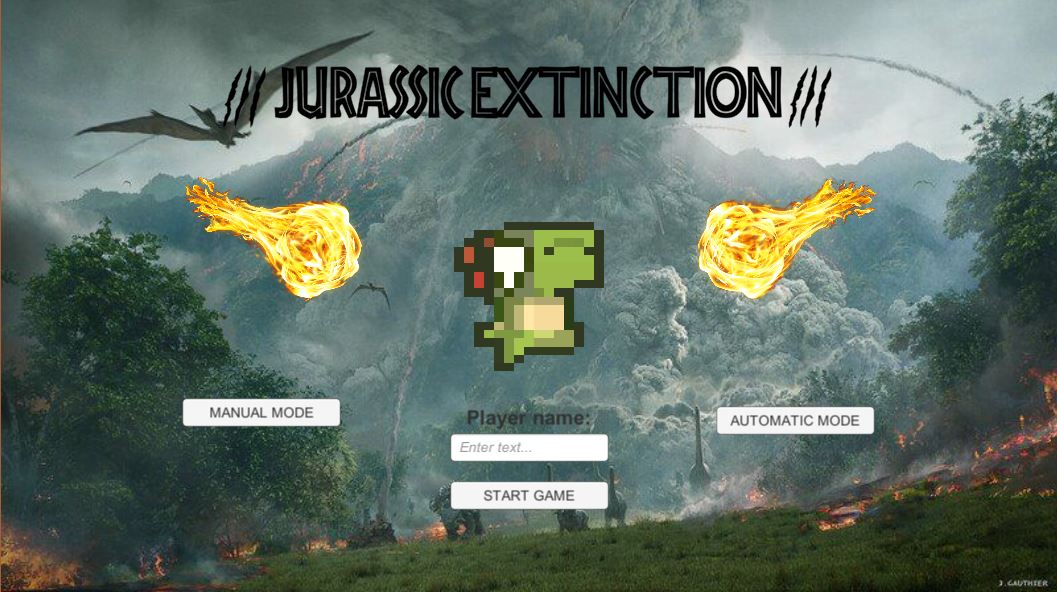 JURASSIC EXTINCTION
MANUAL MODE
Player name:
AUTOMATIC MODE
Enter text...
START GAME
J.GAUTHIER